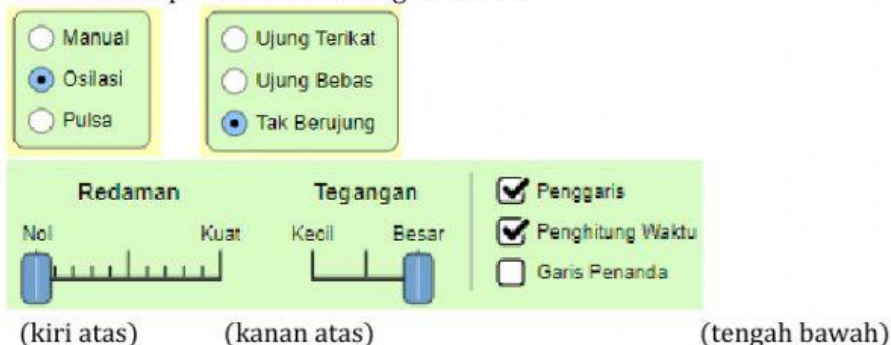 Manual
Osilasi
Pulsa
Ujung Terikat
Ujung Bebas
Tak Berujung
Redaman
Nol Kuat
Tegangan
Kecil Besar
Penggaris
Penghitung Waktu
Garis Penanda
(kiri atas) (kanan atas) (tengah bawah)